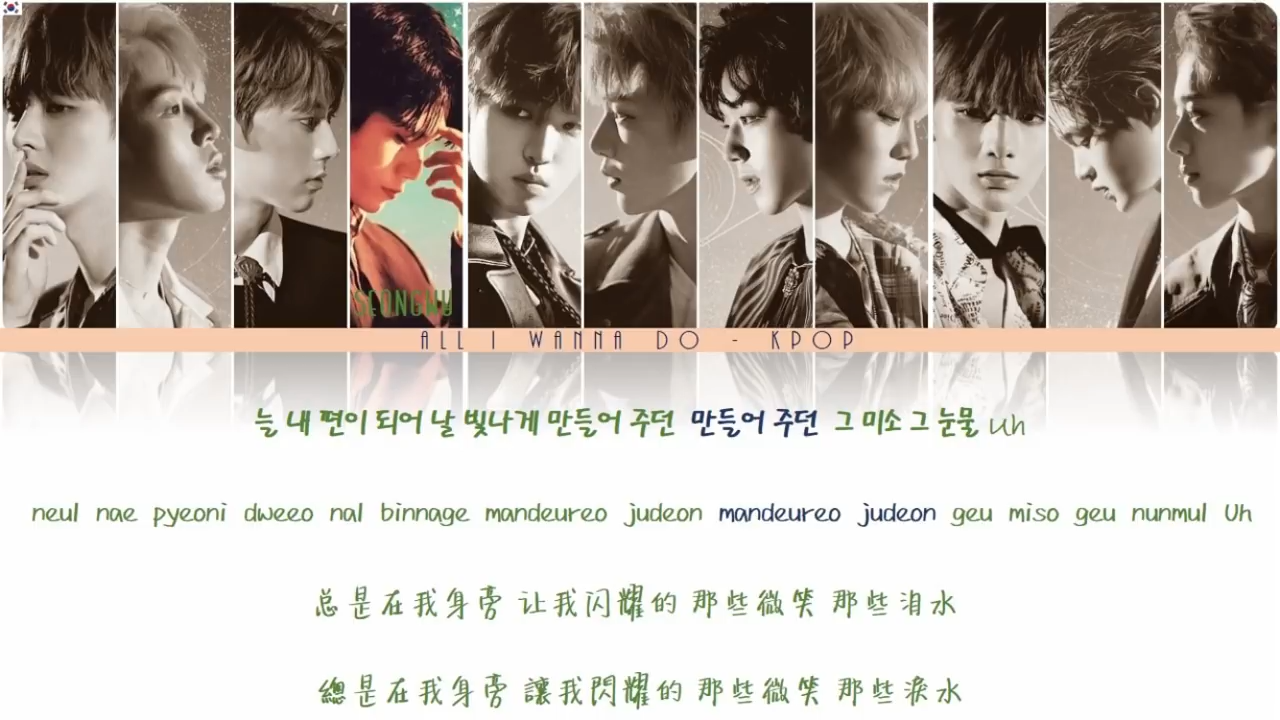 SEONGWU
ALL I WANNA DO - KPOP
늘 내 편이 되어 날 빛나게 만들어 주던 만들어 주던 그 미소 그 눈물 Uh
neul nae pyeoni dweeo nal binnage mandeureo judeon mandeureo judeon geu miso geu nunmul Uh
总是在我身旁 让我闪耀的 那些微笑 那些泪水
總是在我身旁 讓我閃耀的 那些微笑 那些淚水